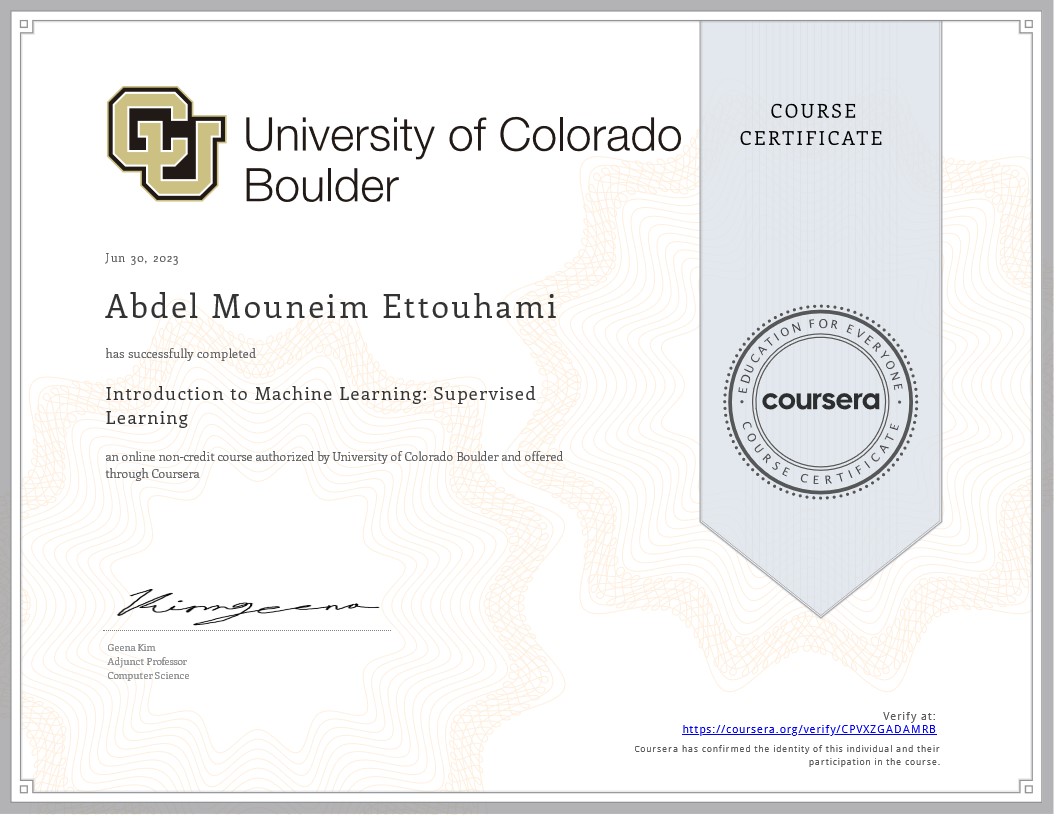 University of Colorado
Boulder
COURSE
CERTIFICATE
Jun 30, 2023
Abdel Mouneim Ettouhami
has successfully completed
Introduction to Machine Learning: Supervised
Learning
an online non-credit course authorized by University of Colorado Boulder and offered
through Coursera
EDUCATION FOR EVERYONE
coursera
COURSE CERTIFICATE
Kimgeena
Geena Kim
Adjunct Professor
Computer Science
Verify at:
https://coursera.org/verify/CPVXZGADAMRB
Coursera has confirmed the identity of this individual and their
participation in the course.